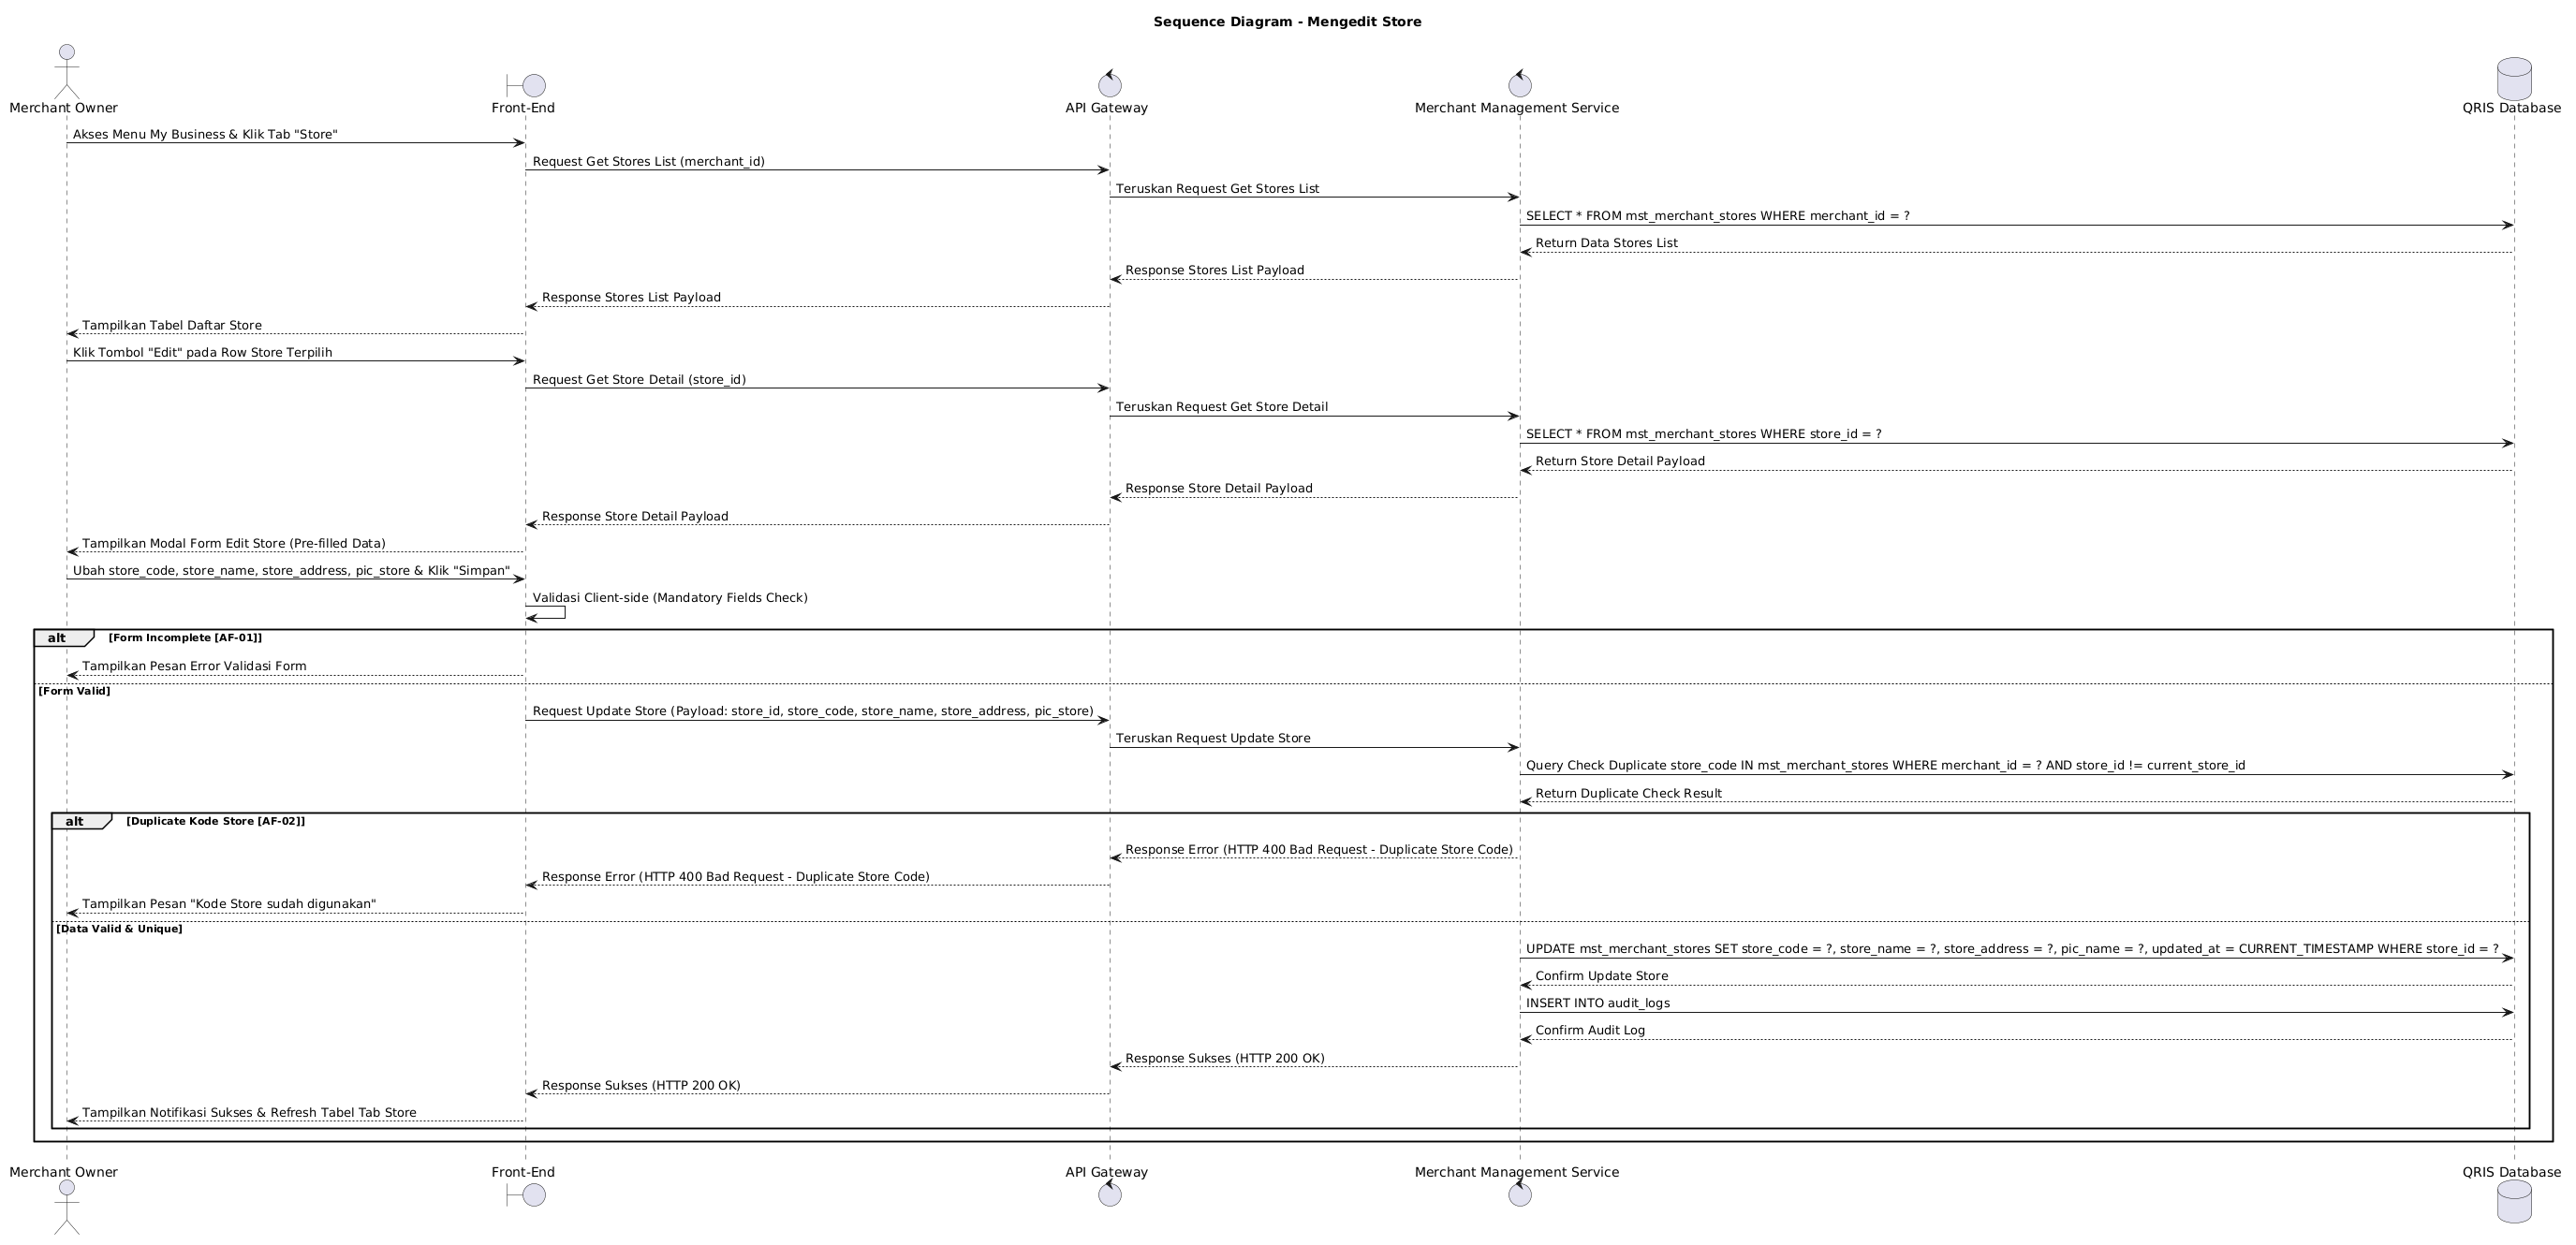 Sequence Diagram - Mengedit Store
Merchant Owner
Front-End
API Gateway
Merchant Management Service
QRIS Database
Akses Menu My Business & Klik Tab "Store"
Request Get Stores List (merchant_id)
Teruskan Request Get Stores List
SELECT * FROM mst_merchant_stores WHERE merchant_id = ?
Return Data Stores List
Response Stores List Payload
Response Stores List Payload
Tampilkan Tabel Daftar Store
Klik Tombol "Edit" pada Row Store Terpilih
Request Get Store Detail (store_id)
Teruskan Request Get Store Detail
SELECT * FROM mst_merchant_stores WHERE store_id = ?
Return Store Detail Payload
Response Store Detail Payload
Response Store Detail Payload
Tampilkan Modal Form Edit Store (Pre-filled Data)
Ubah store_code, store_name, store_address, pic_store & Klik "Simpan"
Validasi Client-side (Mandatory Fields Check)
alt [Form Incomplete [AF-01]]
Tampilkan Pesan Error Validasi Form
[Form Valid]
Request Update Store (Payload: store_id, store_code, store_name, store_address, pic_store)
Teruskan Request Update Store
Query Check Duplicate store_code IN mst_merchant_stores WHERE merchant_id = ? AND store_id != current_store_id
Return Duplicate Check Result
alt [Duplicate Kode Store [AF-02]]
Response Error (HTTP 400 Bad Request - Duplicate Store Code)
Response Error (HTTP 400 Bad Request - Duplicate Store Code)
Tampilkan Pesan "Kode Store sudah digunakan"
[Data Valid & Unique]
UPDATE mst_merchant_stores SET store_code = ?, store_name = ?, store_address = ?, pic_name = ?, updated_at = CURRENT_TIMESTAMP WHERE store_id = ?
Confirm Update Store
INSERT INTO audit_logs
Confirm Audit Log
Response Sukses (HTTP 200 OK)
Response Sukses (HTTP 200 OK)
Tampilkan Notifikasi Sukses & Refresh Tabel Tab Store
Merchant Owner
Front-End
API Gateway
Merchant Management Service
QRIS Database